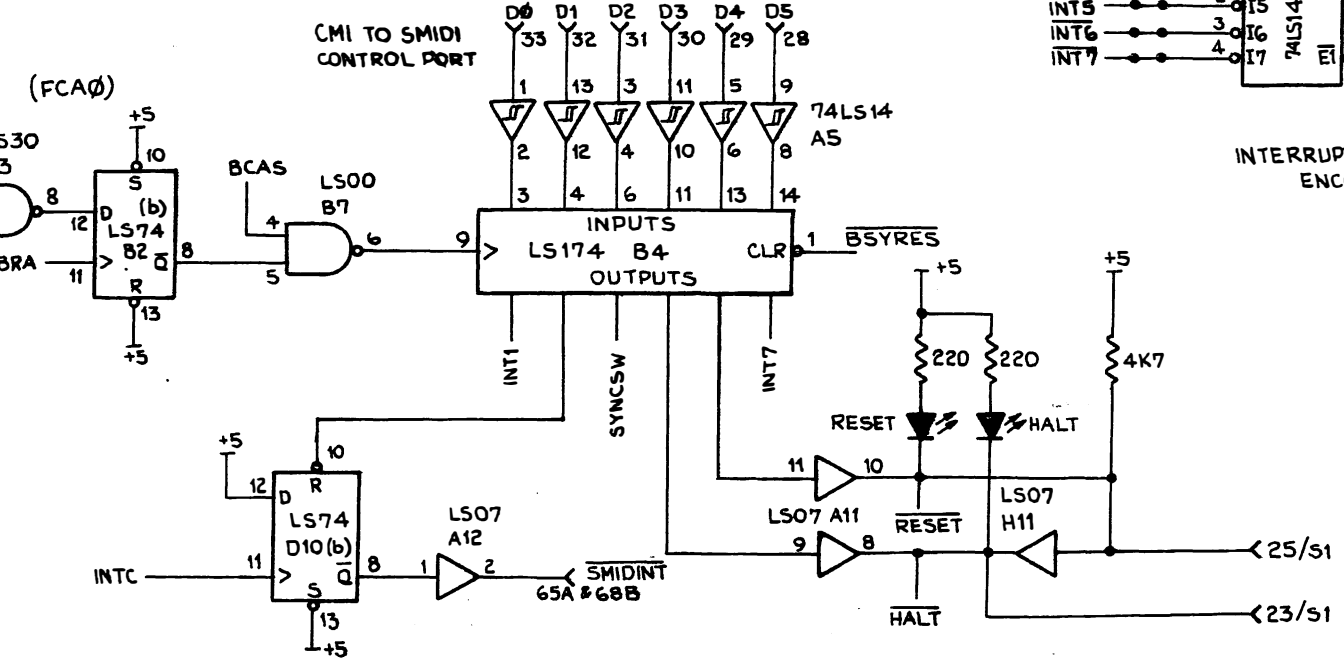 D0 D1 D2 D3 D4 D5
33 32 31 30 29 28
CMI TO SMIDI
CONTROL PORT
1 13 3 11 5 9
74LS14
A5
2 12 4 10 6 8
3 4 6 11 13 14
INT5
I5
INT6 3 I6
INT7 4 I7
74LS14
EI
INTERRUP
ENC
(FCA0)
+5
10
S30
3
8
12
D
S
(b)
LS74
B2
Q
8
BRA
11
R
13
+5
BCAS
LS00
B7
4
5
6
9
INPUTS
LS174 B4
CLR
1
BSYRES
OUTPUTS
INT1
SYNCSW
INT7
+5
+5
220
220
4K7
RESET
HALT
11
10
LS07 A11
RESET
LS07
H11
9
8
HALT
25/S1
23/S1
+5
10
12
D
R
LS74
D10(b)
INTC
11
Q
8
S
13
+5
LS07
A12
1
2
SMIDINT
65A & 68B